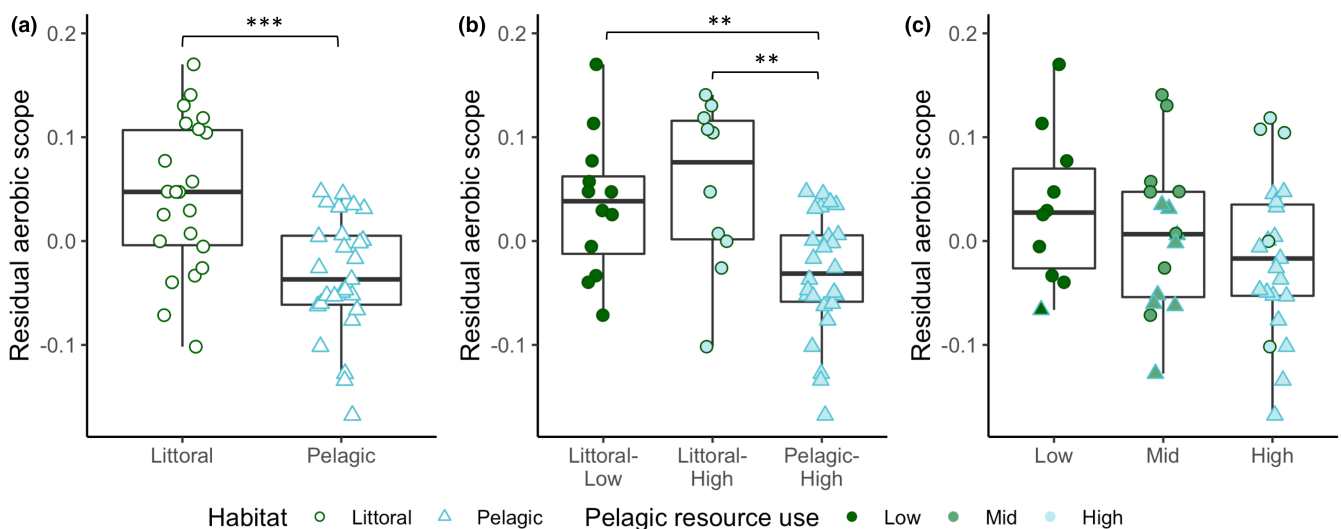 (a)
***
0.2
0.1
0.0
-0.1
Residual aerobic scope
Littoral
Pelagic
(b)
**
**
0.2
0.1
0.0
-0.1
Residual aerobic scope
Littoral-
Low
Littoral-
High
Pelagic-
High
(c)
0.2
0.1
0.0
-0.1
Residual aerobic scope
Low
Mid
High
Habitat Littoral Pelagic Pelagic resource use Low Mid High